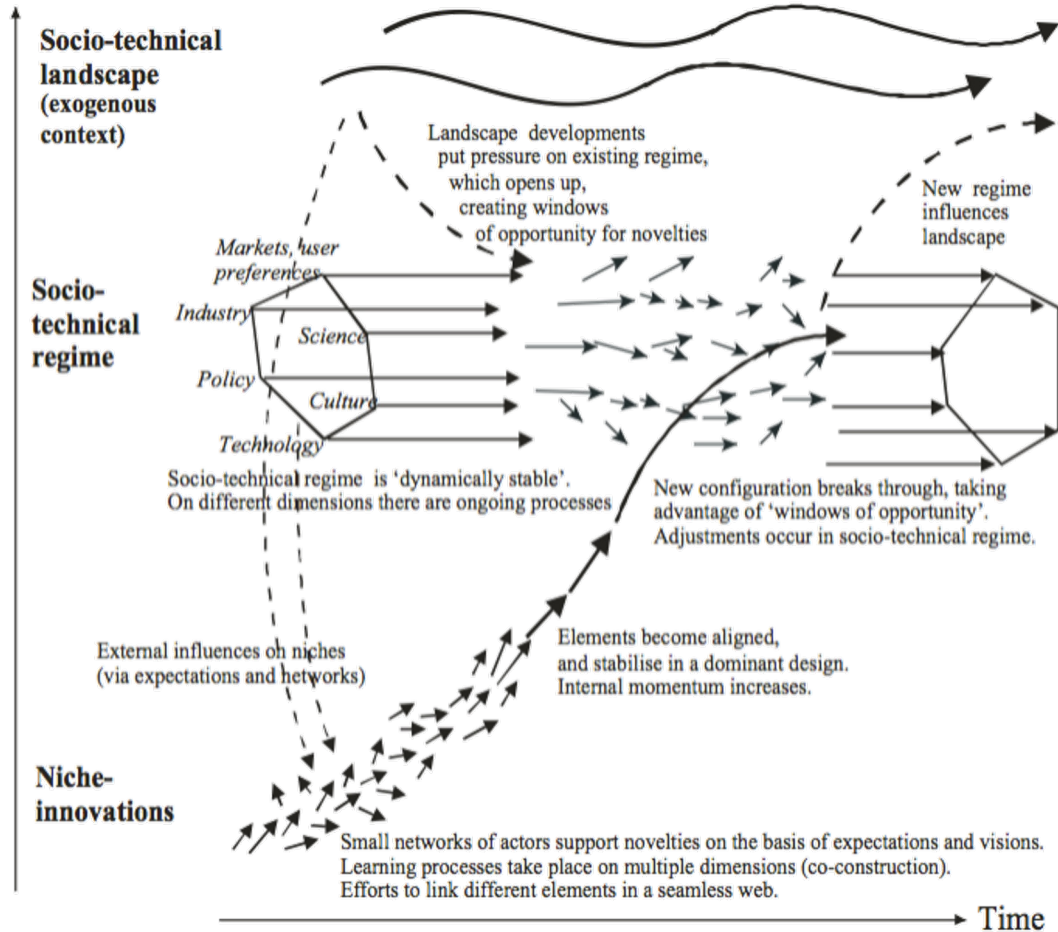 Socio-technical
landscape
(exogenous
context)
Landscape developments
put pressure on existing regime,
which opens up,
creating windows
of opportunity for novelties
New regime
influences
landscape
Markets, user
preferences
Industry
Science
Policy
Culture
Technology
Socio-
technical
regime
Socio-technical regime is ‘dynamically stable’.
On different dimensions there are ongoing processes
New configuration breaks through, taking
advantage of ‘windows of opportunity’.
Adjustments occur in socio-technical regime.
External influences on niches
(via expectations and networks)
Elements become aligned,
and stabilise in a dominant design.
Internal momentum increases.
Niche-
innovations
Small networks of actors support novelties on the basis of expectations and visions.
Learning processes take place on multiple dimensions (co-construction).
Efforts to link different elements in a seamless web.
Time